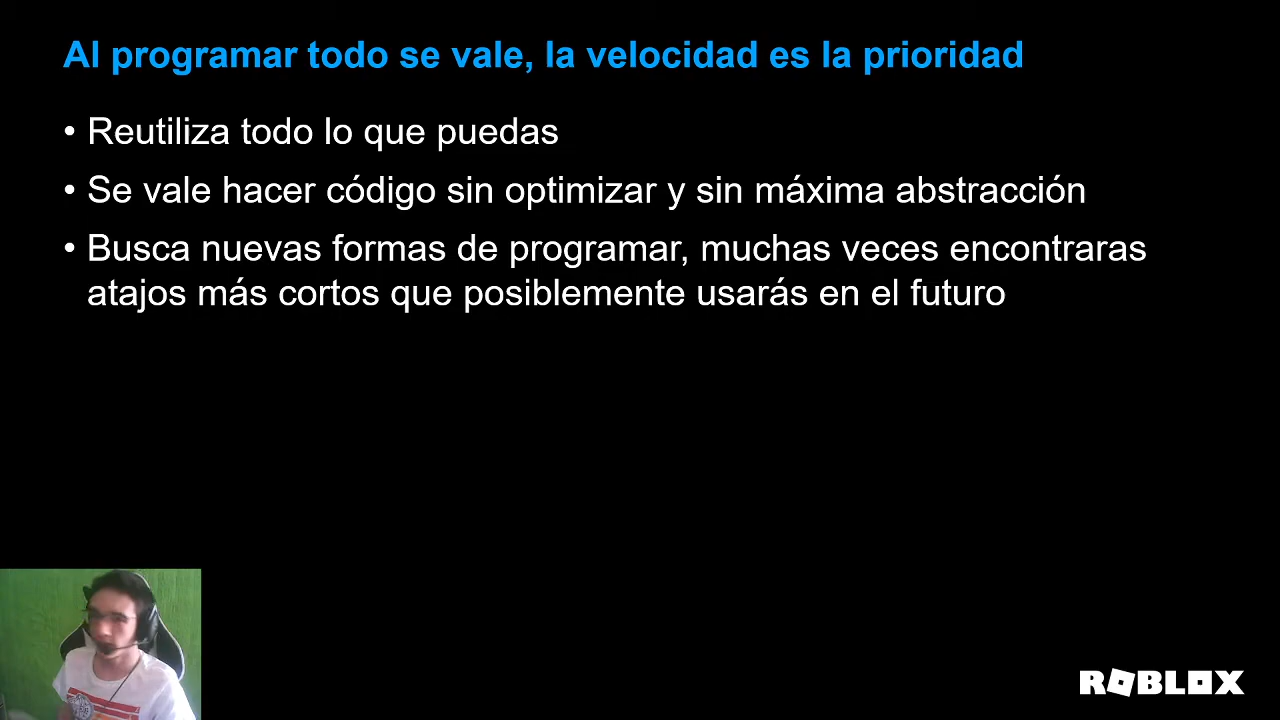 Al programar todo se vale, la velocidad es la prioridad
• Reutiliza todo lo que puedas
• Se vale hacer código sin optimizar y sin máxima abstracción
• Busca nuevas formas de programar, muchas veces encontraras
atajos más cortos que posiblemente usarás en el futuro
ROBLOX